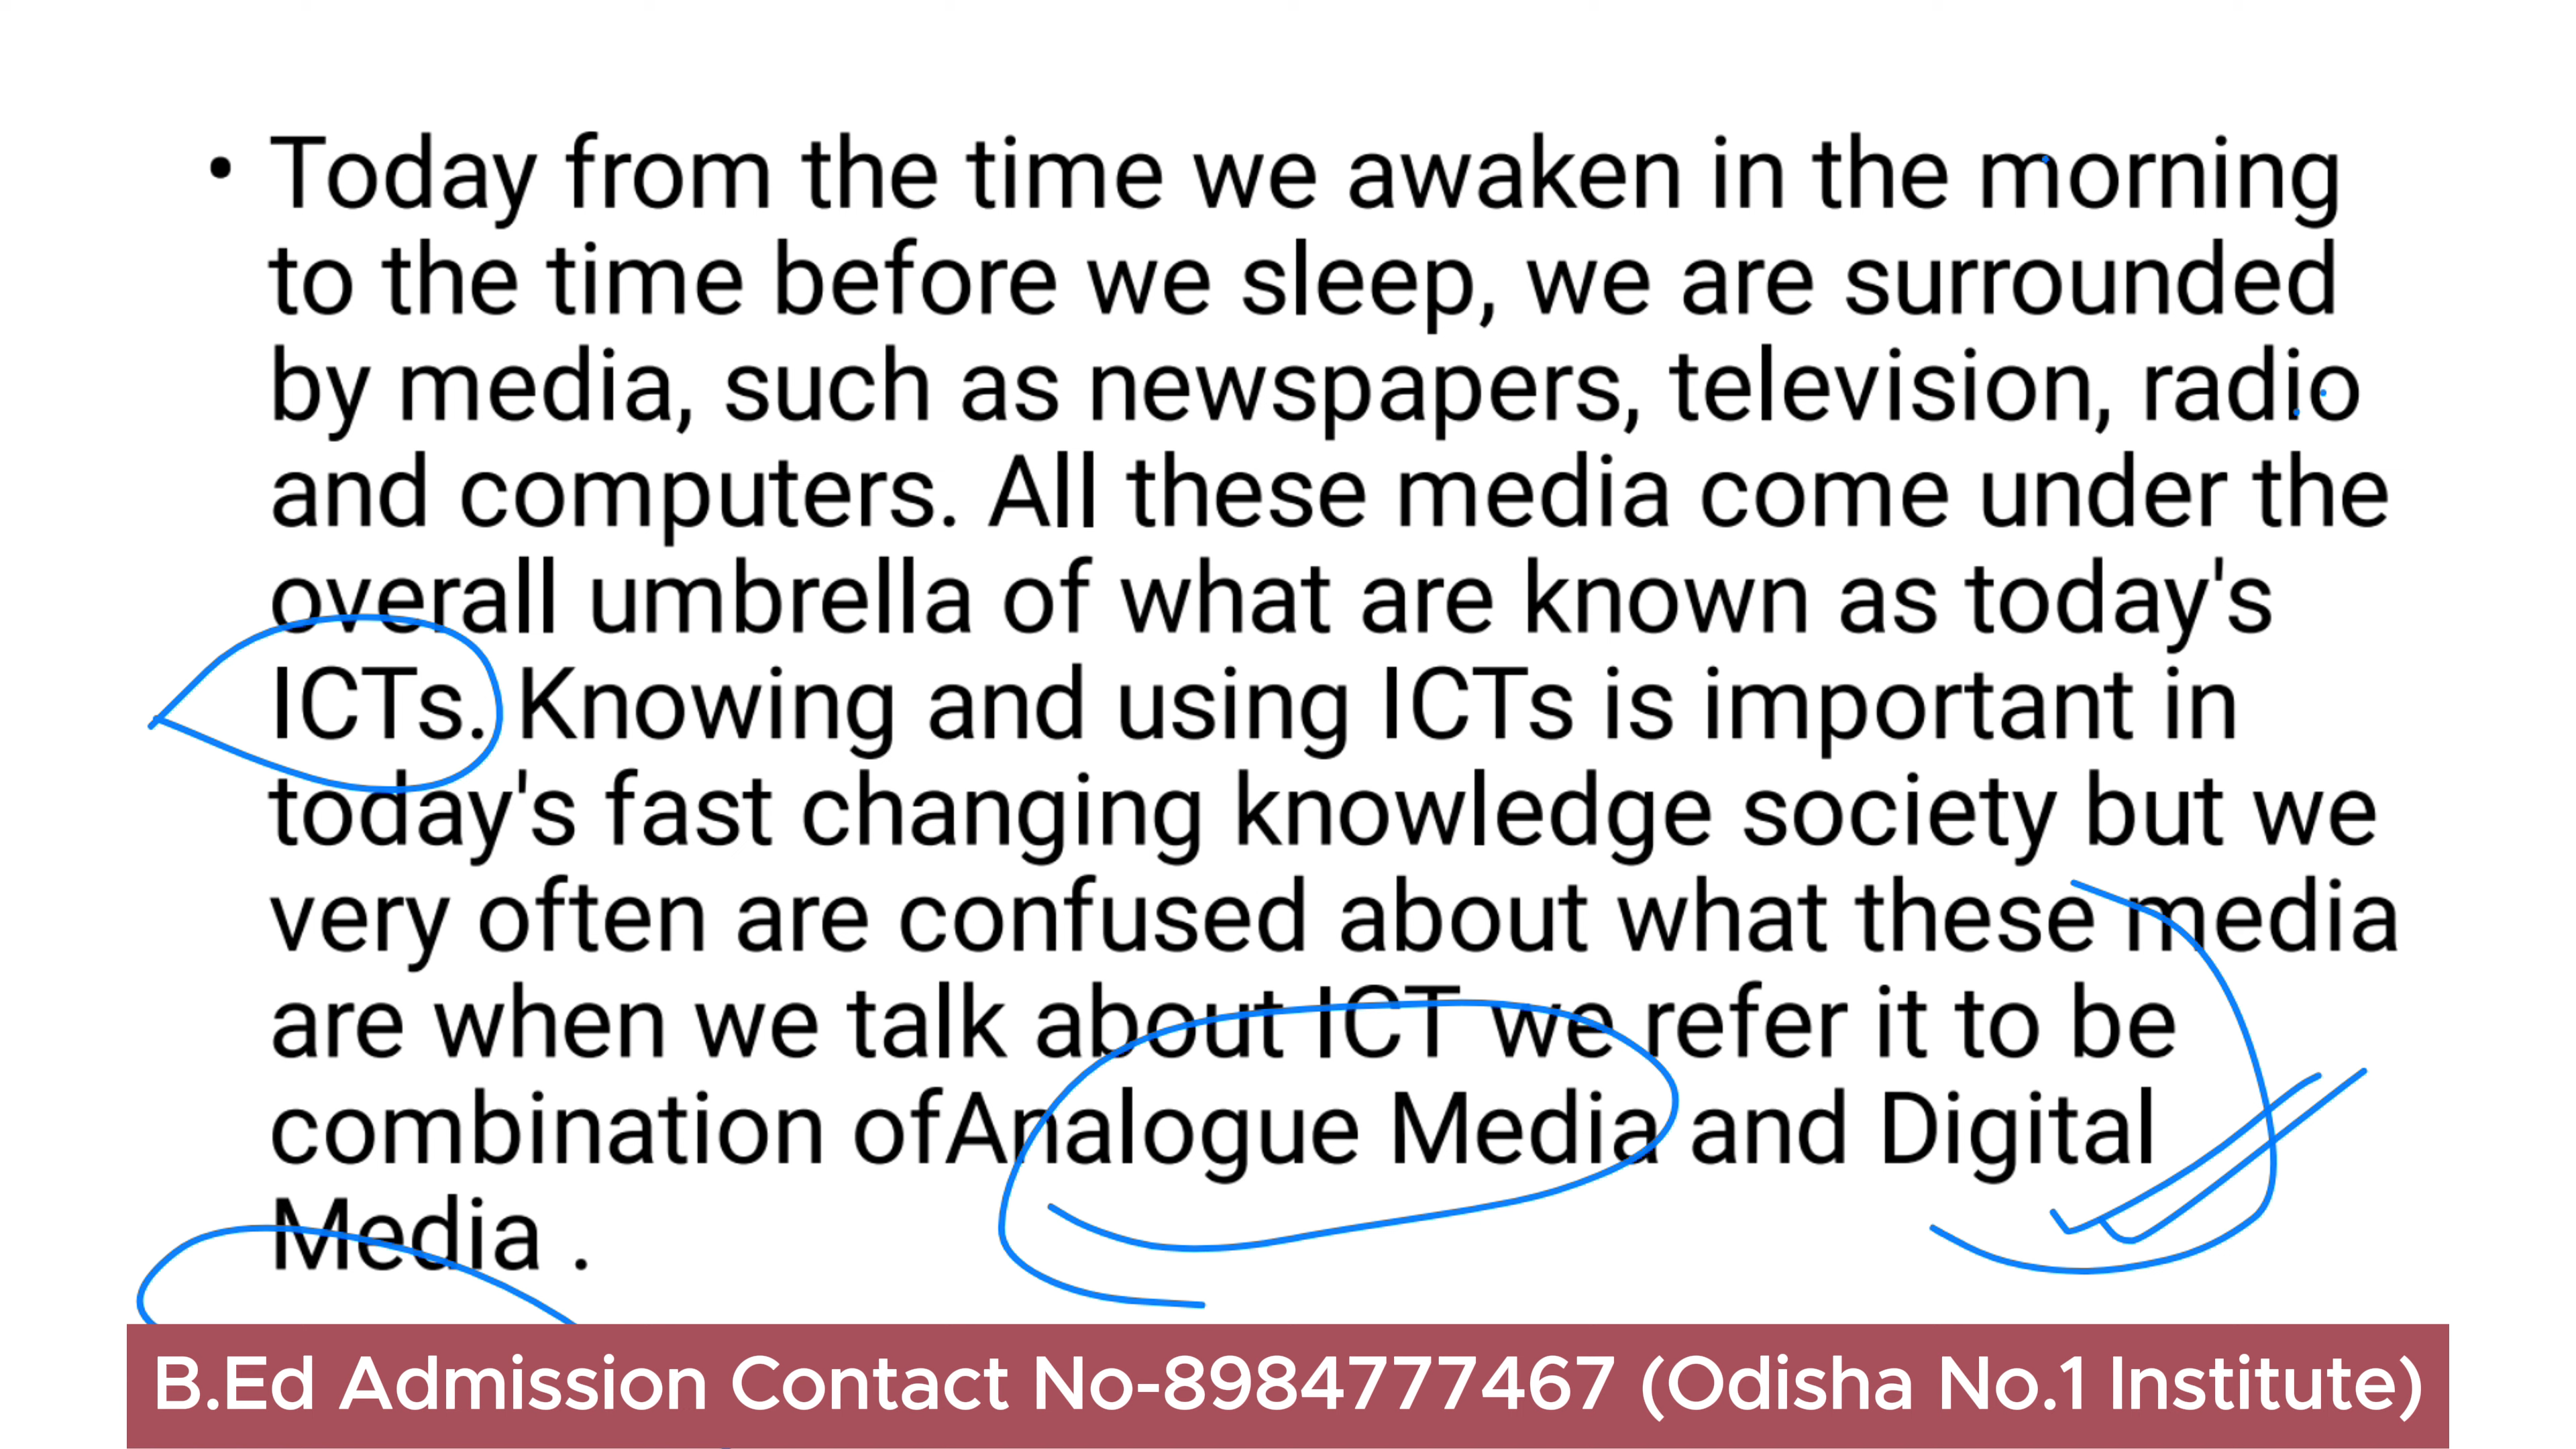 • Today from the time we awaken in the morning
to the time before we sleep, we are surrounded
by media, such as newspapers, television, radio
and computers. All these media come under the
overall umbrella of what are known as today's
ICTs. Knowing and using ICTs is important in
today's fast changing knowledge society but we
very often are confused about what these media
are when we talk about ICT we refer it to be
combination ofAnalogue Media and Digital
Media .
B.Ed Admission Contact No-8984777467 (Odisha No.1 Institute)